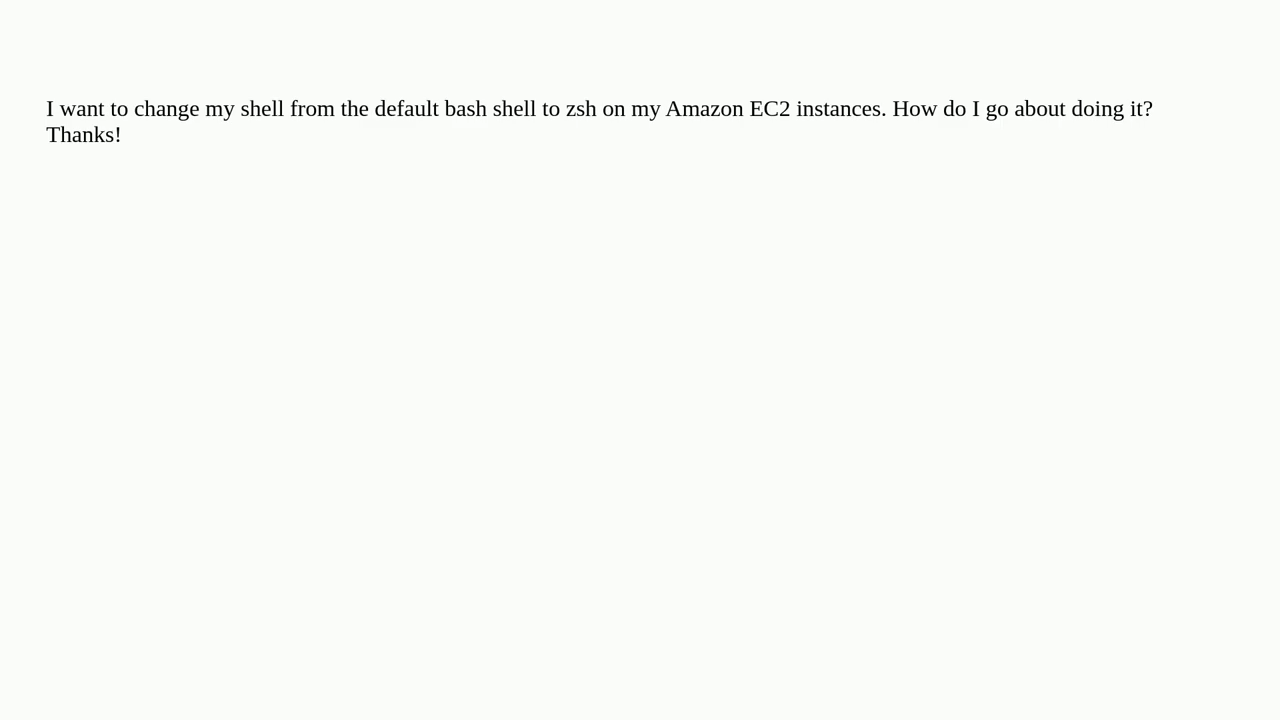 I want to change my shell from the default bash shell to zsh on my Amazon EC2 instances. How do I go about doing it?
Thanks!